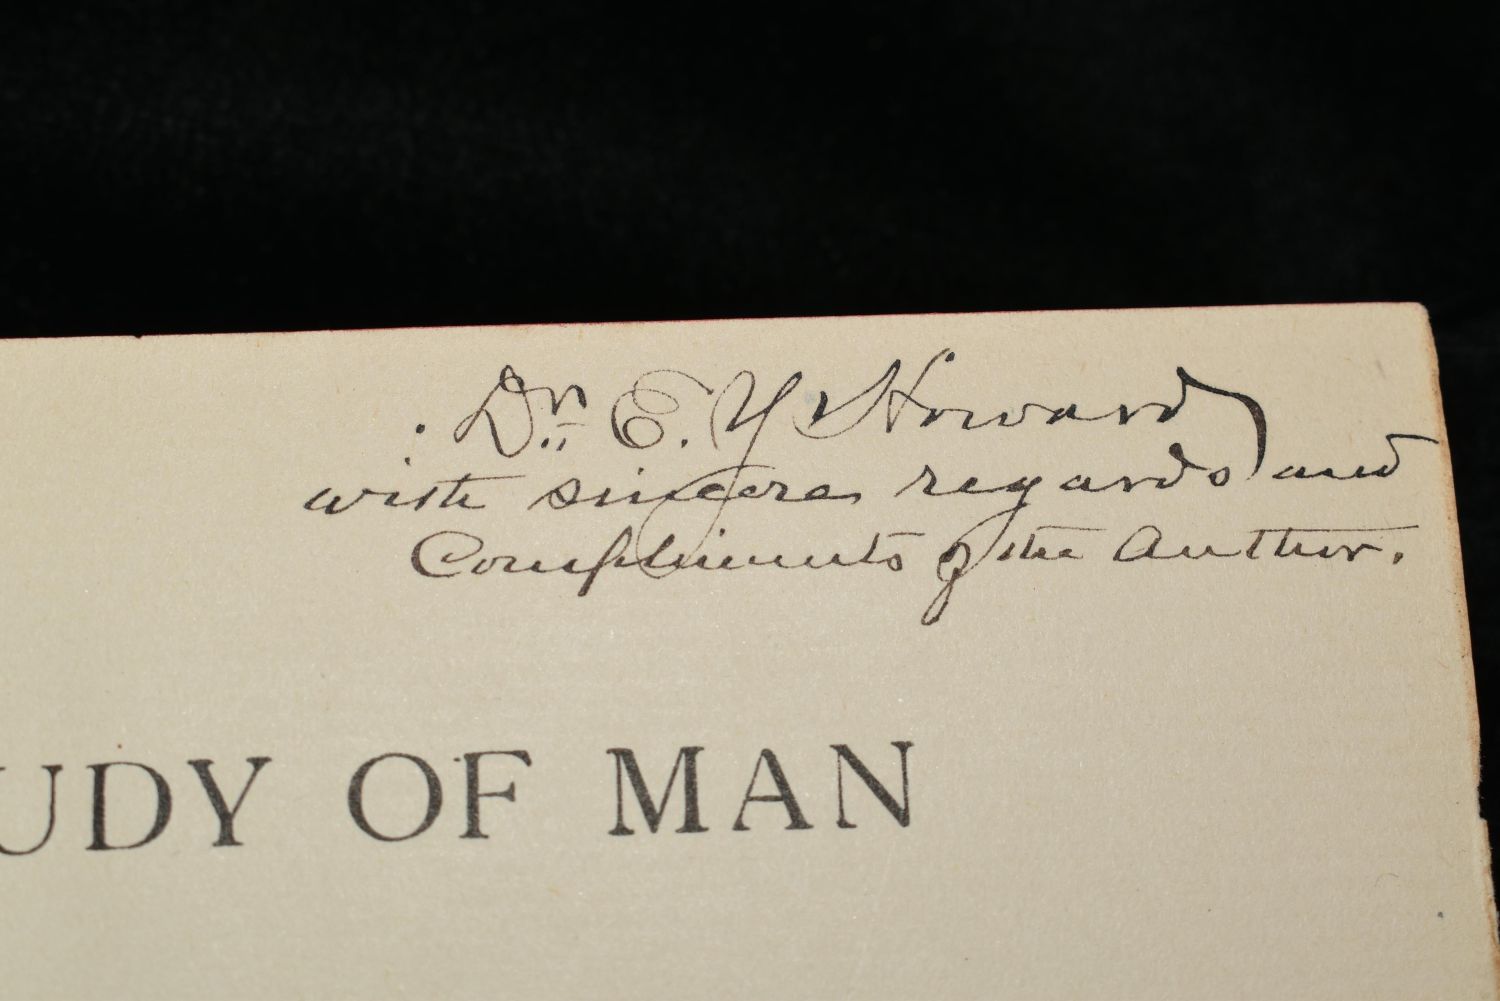 Dr. E. Y. Howard
with sincere regards and
Compliments of the Author.
UDY OF MAN